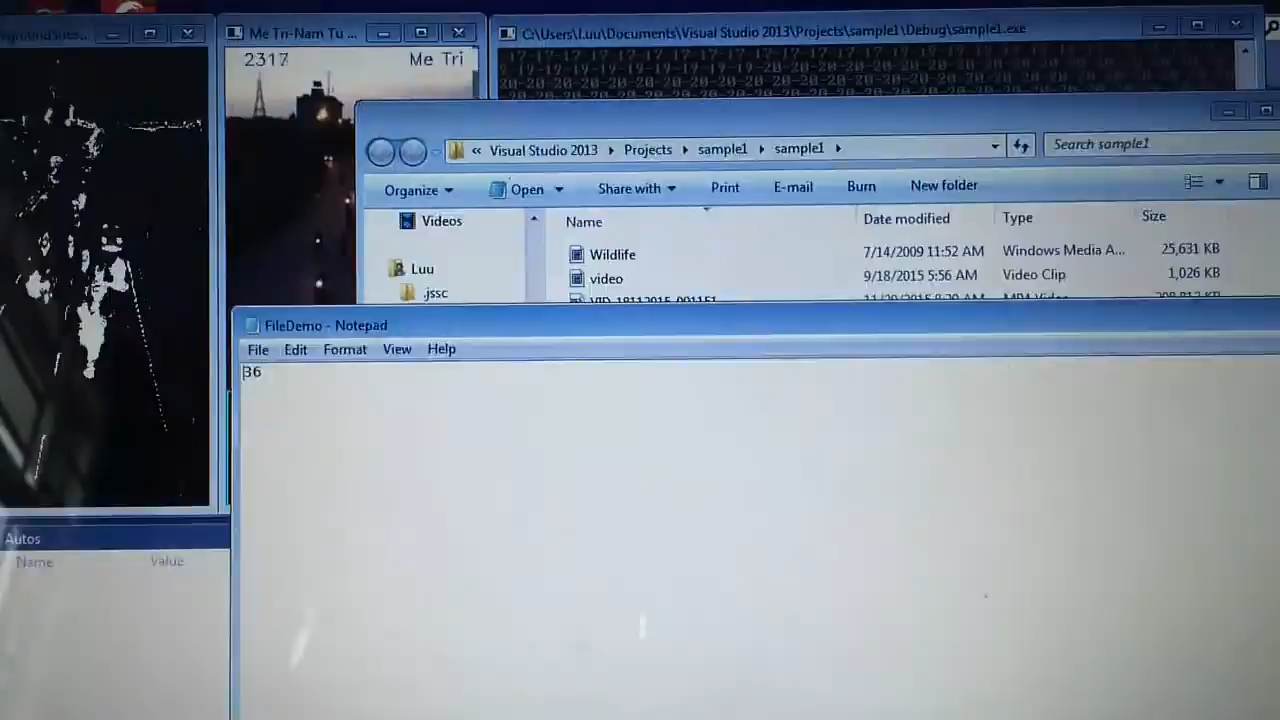 Me Tri-Nam Tu ...
C:\Users\Luu\Documents\Visual Studio 2013\Projects\sample1\Debug\sample1.exe
2317
Me Tri
« Visual Studio 2013 Projects sample1 sample1
Search sample1
Organize Open Share with Print E-mail Burn New folder
Videos
Luu
.jssc
Name Date modified Type Size
Wildlife 7/14/2009 11:52 AM Windows Media A... 25,631 KB
video 9/18/2015 5:56 AM Video Clip 1,026 KB
FileDemo - Notepad
File Edit Format View Help
36
Autos
Name Value